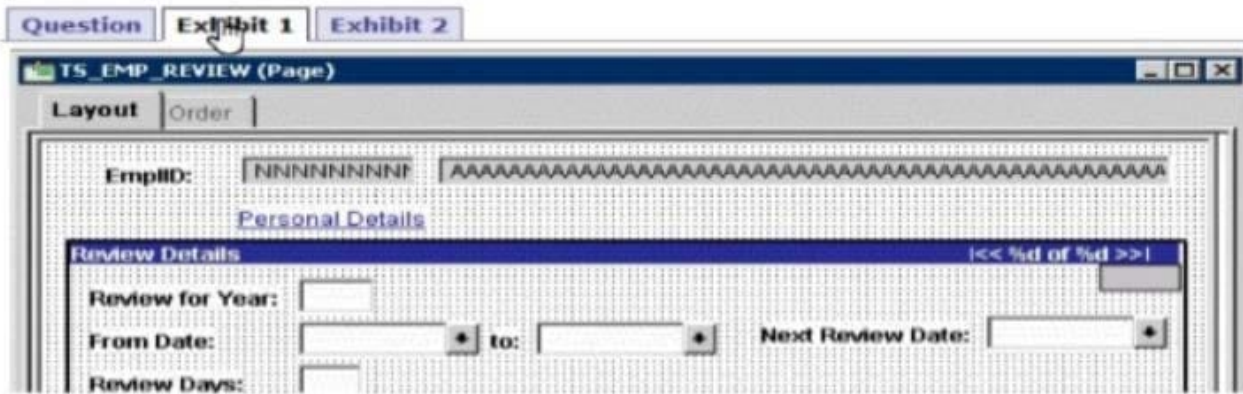 Question Exhibit 1 Exhibit 2
TS_EMP_REVIEW (Page)
Layout Order
EmplID: NNNNNNNNNN AAAAAAAAAAAAAAAAAAAAAAAAAAAAAAAAAAAAAAAAAAAAAAAAAA
Personal Details
Review Details |<< %d of %d >>|
Review for Year:
From Date: to: Next Review Date:
Review Days: